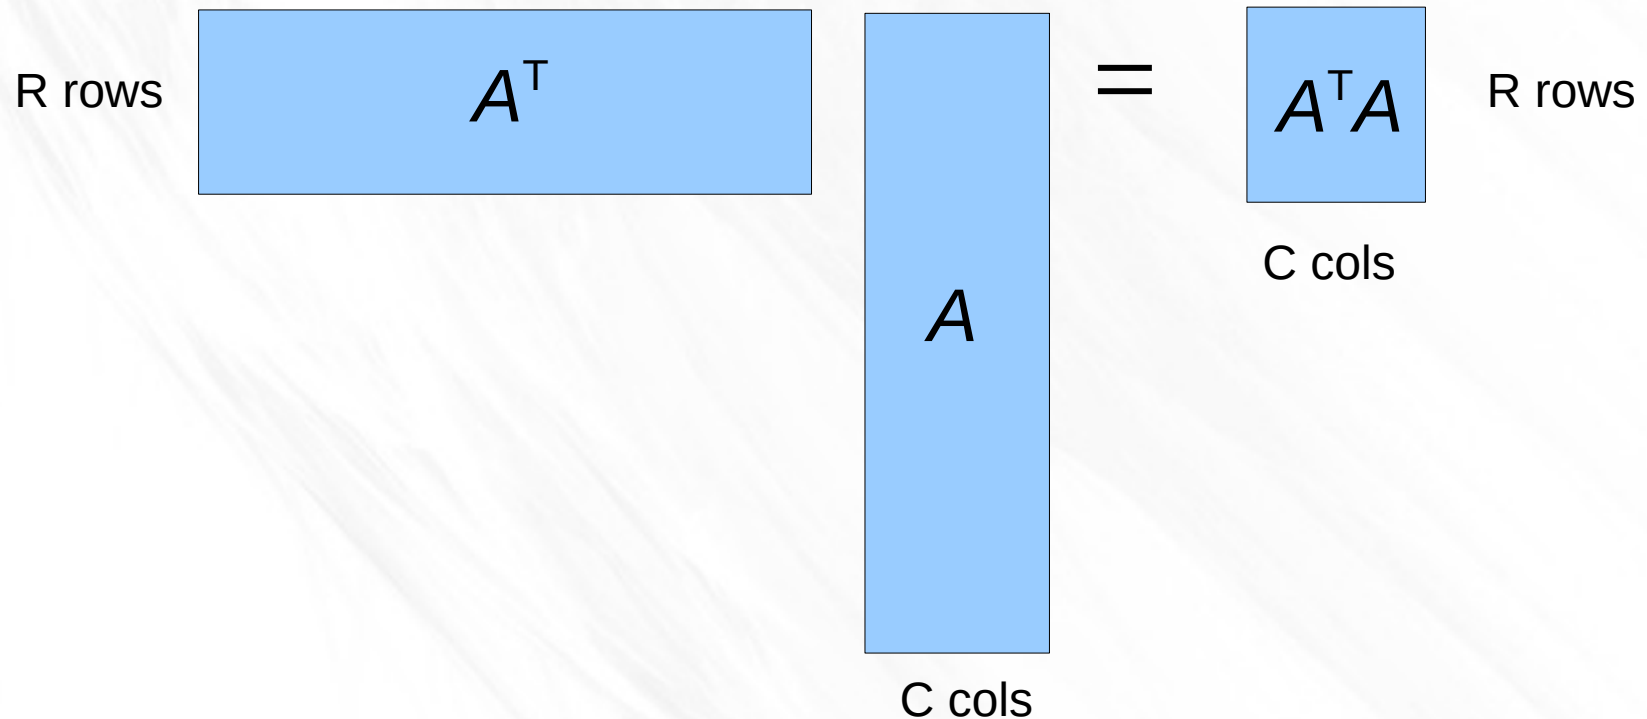 R rows
Aᵀ
A
=
AᵀA
R rows
C cols
C cols